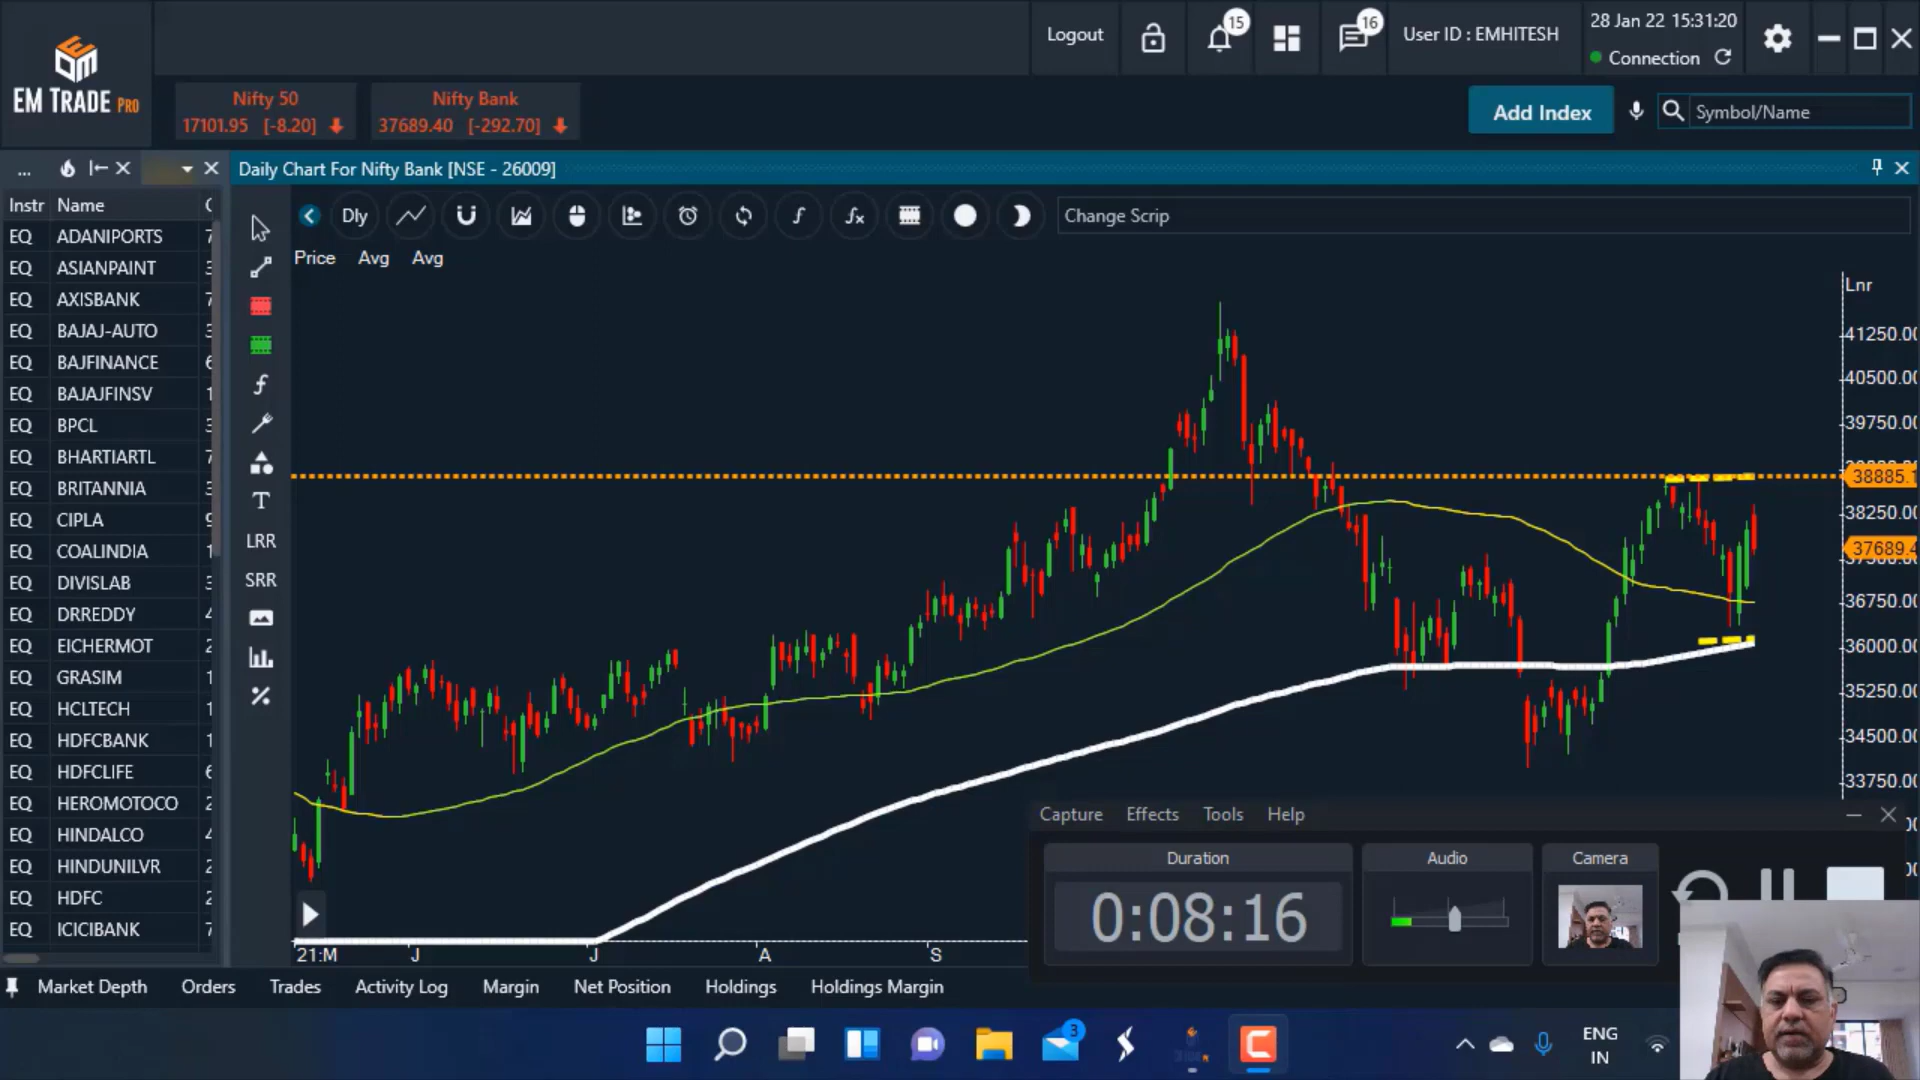 Logout
15
16
User ID : EMHITESH
28 Jan 22 15:31:20
Connection
EM TRADE PRO
Nifty 50
17101.95 [-8.20]
Nifty Bank
37689.40 [-292.70]
Add Index
Symbol/Name
...
Daily Chart For Nifty Bank [NSE - 26009]
Instr Name
EQ ADANIPORTS
EQ ASIANPAINT
EQ AXISBANK
EQ BAJAJ-AUTO
EQ BAJFINANCE
EQ BAJAJFINSV
EQ BPCL
EQ BHARTIARTL
EQ BRITANNIA
EQ CIPLA
EQ COALINDIA
EQ DIVISLAB
EQ DRREDDY
EQ EICHERMOT
EQ GRASIM
EQ HCLTECH
EQ HDFCBANK
EQ HDFCLIFE
EQ HEROMOTOCO
EQ HINDALCO
EQ HINDUNILVR
EQ HDFC
EQ ICICIBANK
Dly
f
fx
Change Scrip
Price Avg Avg
T
LRR
SRR
Lnr
41250.00
40500.00
39750.00
38885.1
38250.00
37689.4
36750.00
36000.00
35250.00
34500.00
33750.00
21:M J J A S
Capture Effects Tools Help
Duration
0:08:16
Audio
Camera
Market Depth Orders Trades Activity Log Margin Net Position Holdings Holdings Margin
3
ENG
IN